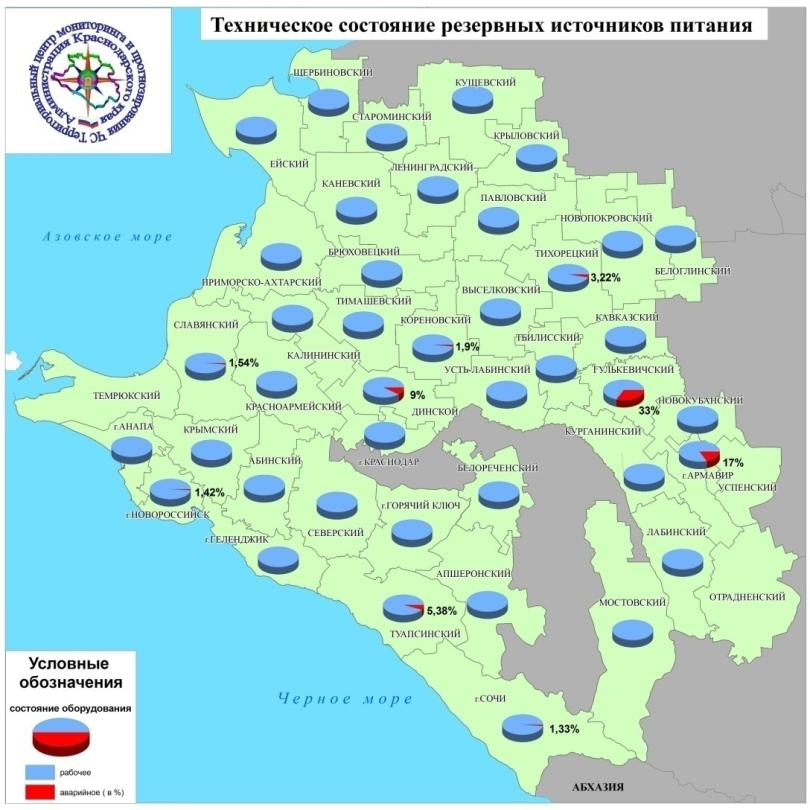 Техническое состояние резервных источников питания
Территориальный центр мониторинга и прогнозирования ЧС
Администрация Краснодарского края
ЩЕРБИНОВСКИЙ
КУЩЕВСКИЙ
СТАРОМИНСКИЙ
КРЫЛОВСКИЙ
ЕЙСКИЙ
ЛЕНИНГРАДСКИЙ
КАНЕВСКИЙ
ПАВЛОВСКИЙ
НОВОПОКРОВСКИЙ
Азовское море
БРЮХОВЕЦКИЙ
ТИХОРЕЦКИЙ
3,22%
БЕЛОГЛИНСКИЙ
ПРИМОРСКО-АХТАРСКИЙ
ВЫСЕЛКОВСКИЙ
ТИМАШЕВСКИЙ
СЛАВЯНСКИЙ
КОРЕНОВСКИЙ
КАВКАЗСКИЙ
1,9%
ТБИЛИССКИЙ
КАЛИНИНСКИЙ
1,54%
УСТЬ-ЛАБИНСКИЙ
ГУЛЬКЕВИЧСКИЙ
ТЕМРЮКСКИЙ
9%
КРАСНОАРМЕЙСКИЙ
ДИНСКОЙ
33%
НОВОКУБАНСКИЙ
г.АНАПА
КРЫМСКИЙ
КУРГАНИНСКИЙ
г.КРАСНОДАР
АБИНСКИЙ
БЕЛОРЕЧЕНСКИЙ
17%
г.АРМАВИР
УСПЕНСКИЙ
1,42%
г.НОВОРОССИЙСК
г.ГОРЯЧИЙ КЛЮЧ
СЕВЕРСКИЙ
г.ГЕЛЕНДЖИК
ЛАБИНСКИЙ
АПШЕРОНСКИЙ
ОТРАДНЕНСКИЙ
МОСТОВСКИЙ
5,38%
ТУАПСИНСКИЙ
Черное море
г.СОЧИ
1,33%
АБХАЗИЯ
Условные
обозначения
состояние оборудования
рабочее
аварийное ( в %)